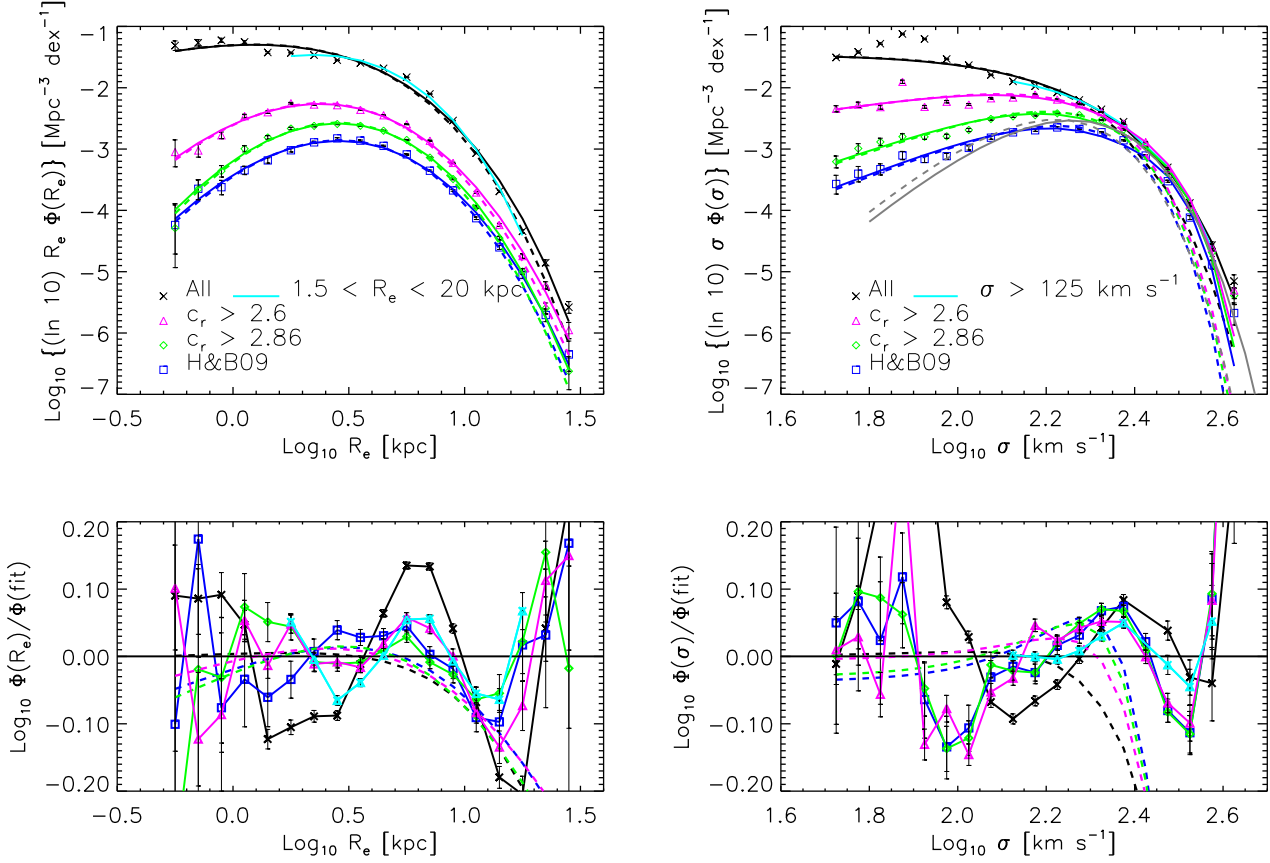 Log₁₀ {(ln 10) Rₑ Φ(Rₑ)} [Mpc⁻³ dex⁻¹]
−1
−2
−3
−4
−5
−6
−7
All
1.5 < Rₑ < 20 kpc
cᵣ > 2.6
cᵣ > 2.86
H&B09
−0.5
0.0
0.5
1.0
1.5
Log₁₀ Rₑ [kpc]
Log₁₀ {(ln 10) σ Φ(σ)} [Mpc⁻³ dex⁻¹]
−1
−2
−3
−4
−5
−6
−7
All
σ > 125 km s⁻¹
cᵣ > 2.6
cᵣ > 2.86
H&B09
1.6
1.8
2.0
2.2
2.4
2.6
Log₁₀ σ [km s⁻¹]
Log₁₀ Φ(Rₑ)/Φ(fit)
0.20
0.10
0.00
−0.10
−0.20
−0.5
0.0
0.5
1.0
1.5
Log₁₀ Rₑ [kpc]
Log₁₀ Φ(σ)/Φ(fit)
0.20
0.10
0.00
−0.10
−0.20
1.6
1.8
2.0
2.2
2.4
2.6
Log₁₀ σ [km s⁻¹]